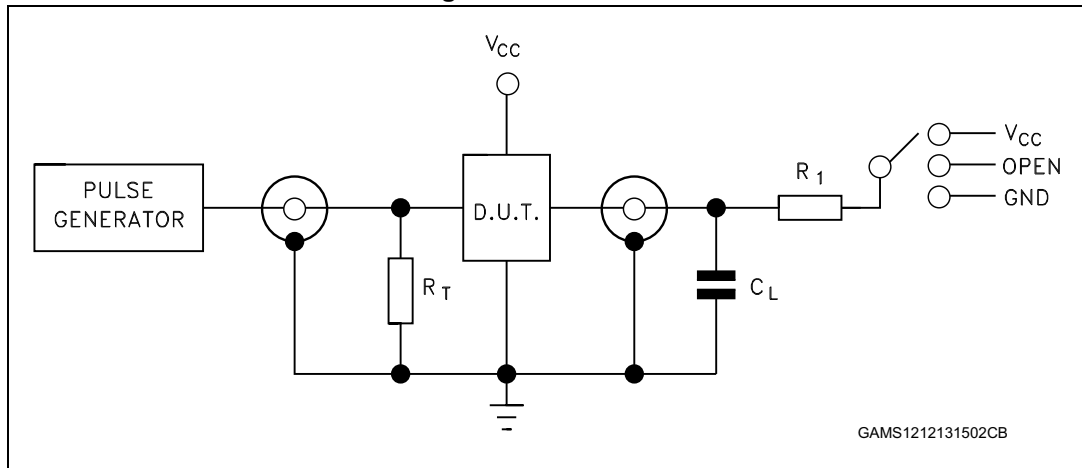 V_CC
PULSE
GENERATOR
D.U.T.
R_T
C_L
R_1
V_CC
OPEN
GND
GAMS1212131502CB